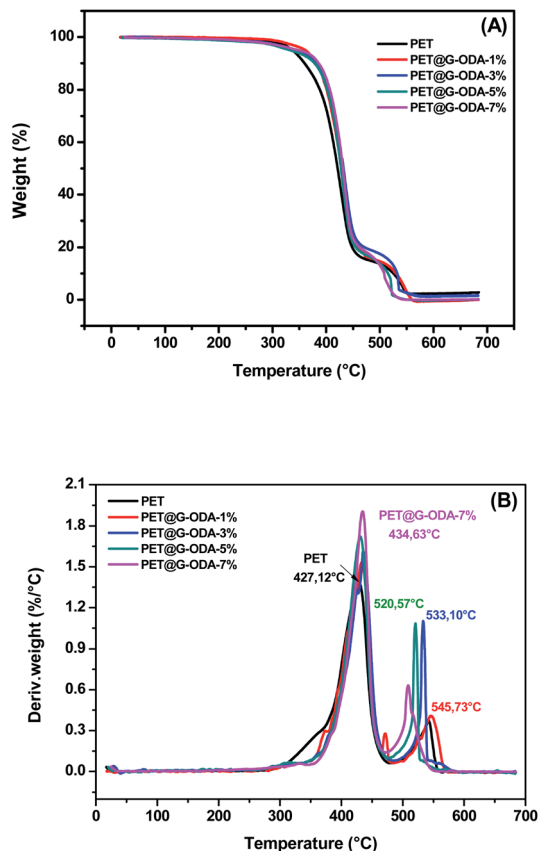 (A)
PET
PET@G-ODA-1%
PET@G-ODA-3%
PET@G-ODA-5%
PET@G-ODA-7%
100
80
60
40
20
0
Weight (%)
0 100 200 300 400 500 600 700
Temperature (°C)
(B)
PET
PET@G-ODA-1%
PET@G-ODA-3%
PET@G-ODA-5%
PET@G-ODA-7%
PET@G-ODA-7%
434,63°C
PET
427,12°C
520,57°C
533,10°C
545,73°C
2.1
1.8
1.5
1.2
0.9
0.6
0.3
0.0
Deriv.weight (%/°C)
0 100 200 300 400 500 600 700
Temperature (°C)